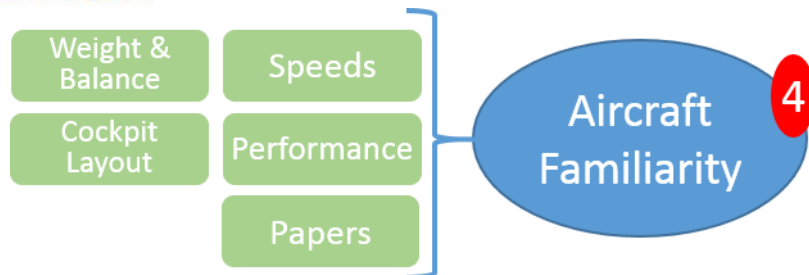 Weight &
Balance
Speeds
Cockpit
Layout
Performance
Papers
Aircraft
Familiarity
4